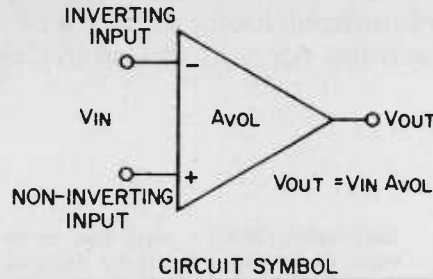 INVERTING
INPUT
−
VIN
AVOL
VOUT
+
NON-INVERTING
INPUT
VOUT = VIN AVOL
CIRCUIT SYMBOL